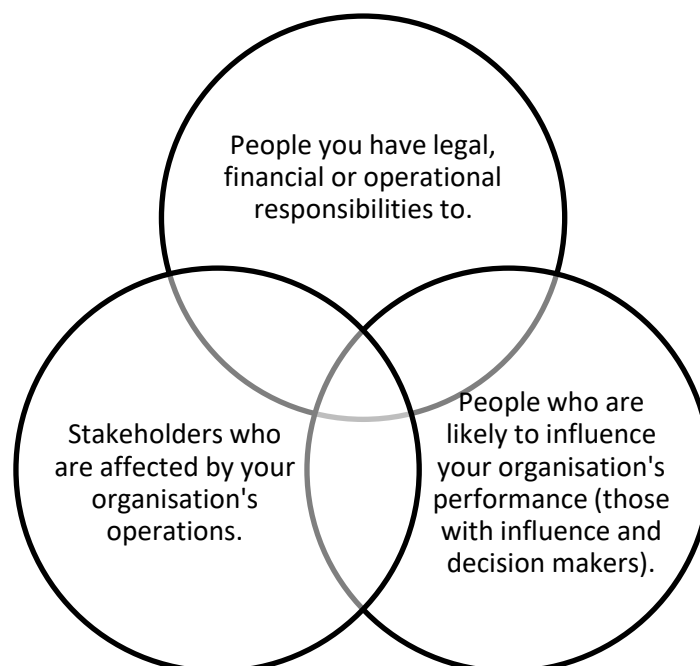 People you have legal,
financial or operational
responsibilities to.
Stakeholders who
are affected by your
organisation's
operations.
People who are
likely to influence
your organisation's
performance (those
with influence and
decision makers).